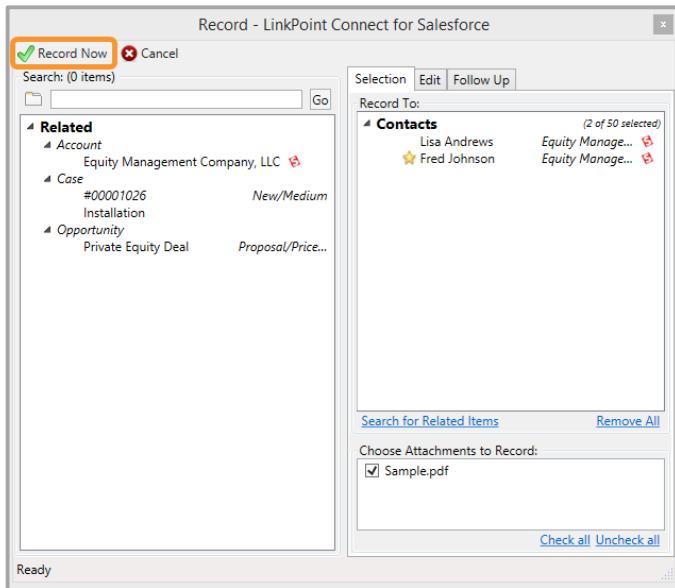 Record - LinkPoint Connect for Salesforce
x
Record Now Cancel
Search: (0 items)
Go
Related
Account
Equity Management Company, LLC
Case
#00001026 New/Medium
Installation
Opportunity
Private Equity Deal Proposal/Price...
Selection Edit Follow Up
Record To:
Contacts (2 of 50 selected)
Lisa Andrews Equity Manage...
Fred Johnson Equity Manage...
Search for Related Items Remove All
Choose Attachments to Record:
Sample.pdf
Check all Uncheck all
Ready